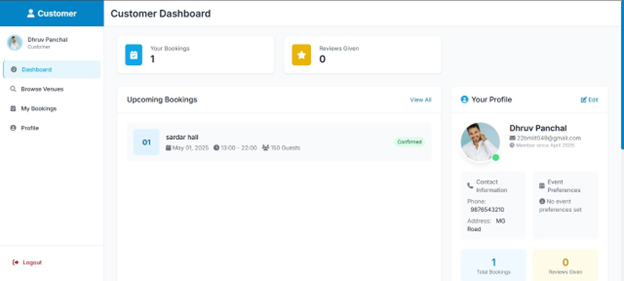 Customer
Customer Dashboard
Dhruv Panchal
Customer
Dashboard
Browse Venues
My Bookings
Profile
Logout
Your Bookings
1
Reviews Given
0
Upcoming Bookings
View All
01
sardar hall
May 01, 2025 13:00 - 22:00 150 Guests
Confirmed
Your Profile
Edit
Dhruv Panchal
22bmiit049@gmail.com
Member since April 2025
Contact
Information
Phone:
9876543210
Address: MG
Road
Event
Preferences
No event
preferences set
1
Total Bookings
0
Reviews Given